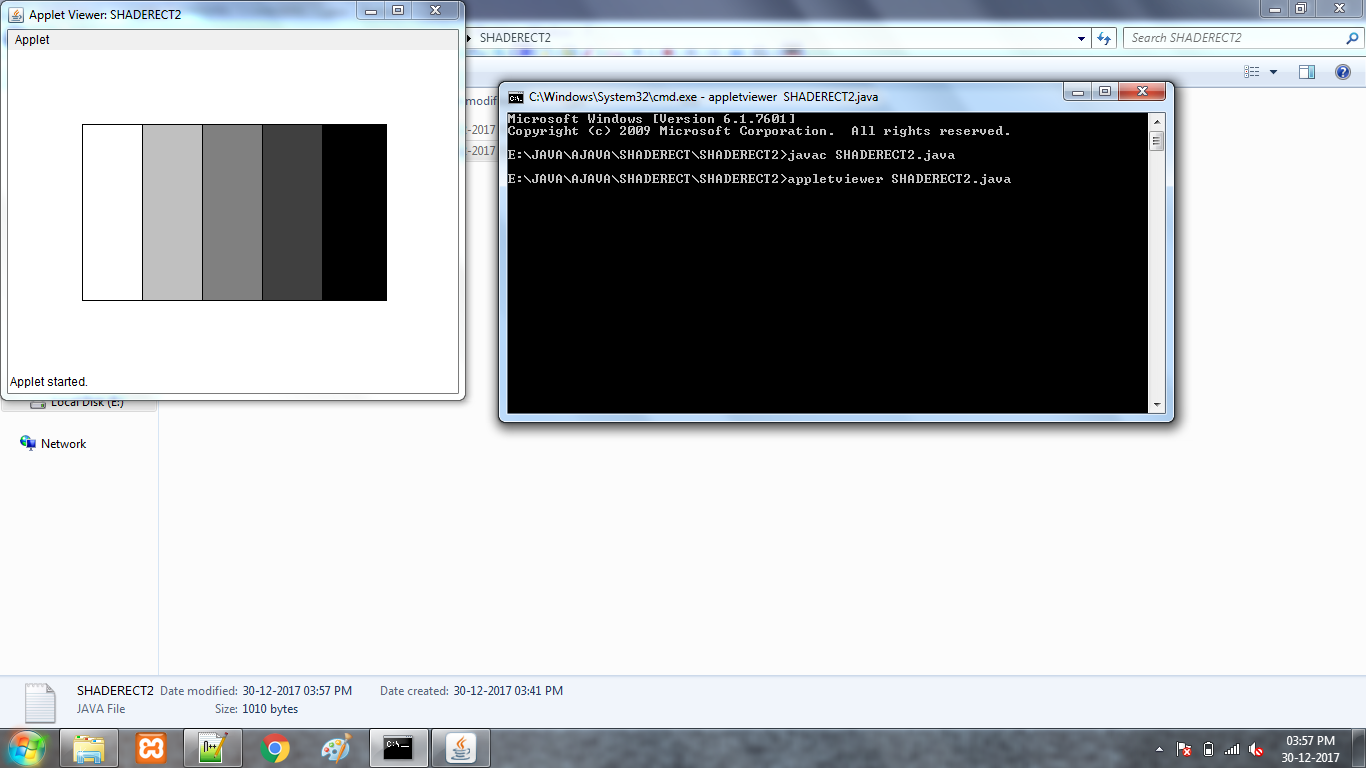 Applet Viewer: SHADERECT2
Applet
Applet started.
SHADERECT2
Search SHADERECT2
modif
-2017
-2017
C:\Windows\System32\cmd.exe - appletviewer  SHADERECT2.java
Microsoft Windows [Version 6.1.7601]
Copyright (c) 2009 Microsoft Corporation.  All rights reserved.
E:\JAVA\AJAVA\SHADERECT\SHADERECT2>javac SHADERECT2.java
E:\JAVA\AJAVA\SHADERECT\SHADERECT2>appletviewer SHADERECT2.java
Local Disk (E:)
Network
SHADERECT2 Date modified: 30-12-2017 03:57 PM Date created: 30-12-2017 03:41 PM
JAVA File Size: 1010 bytes
03:57 PM
30-12-2017